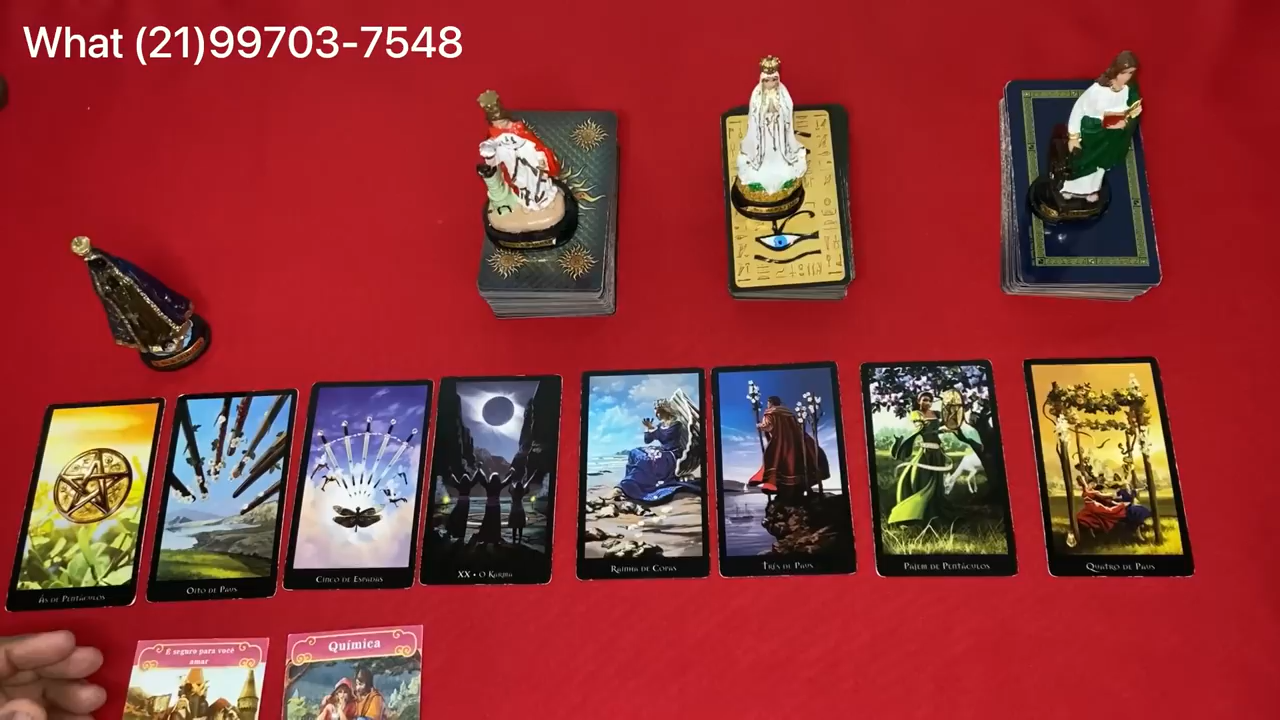 What (21)99703-7548
Ás de Pentáculos
Oito de Paus
Cinco de Espadas
XX • O Karma
Rainha de Copas
Três de Paus
Pajem de Pentáculos
Quatro de Paus
É seguro para você
amar
Química